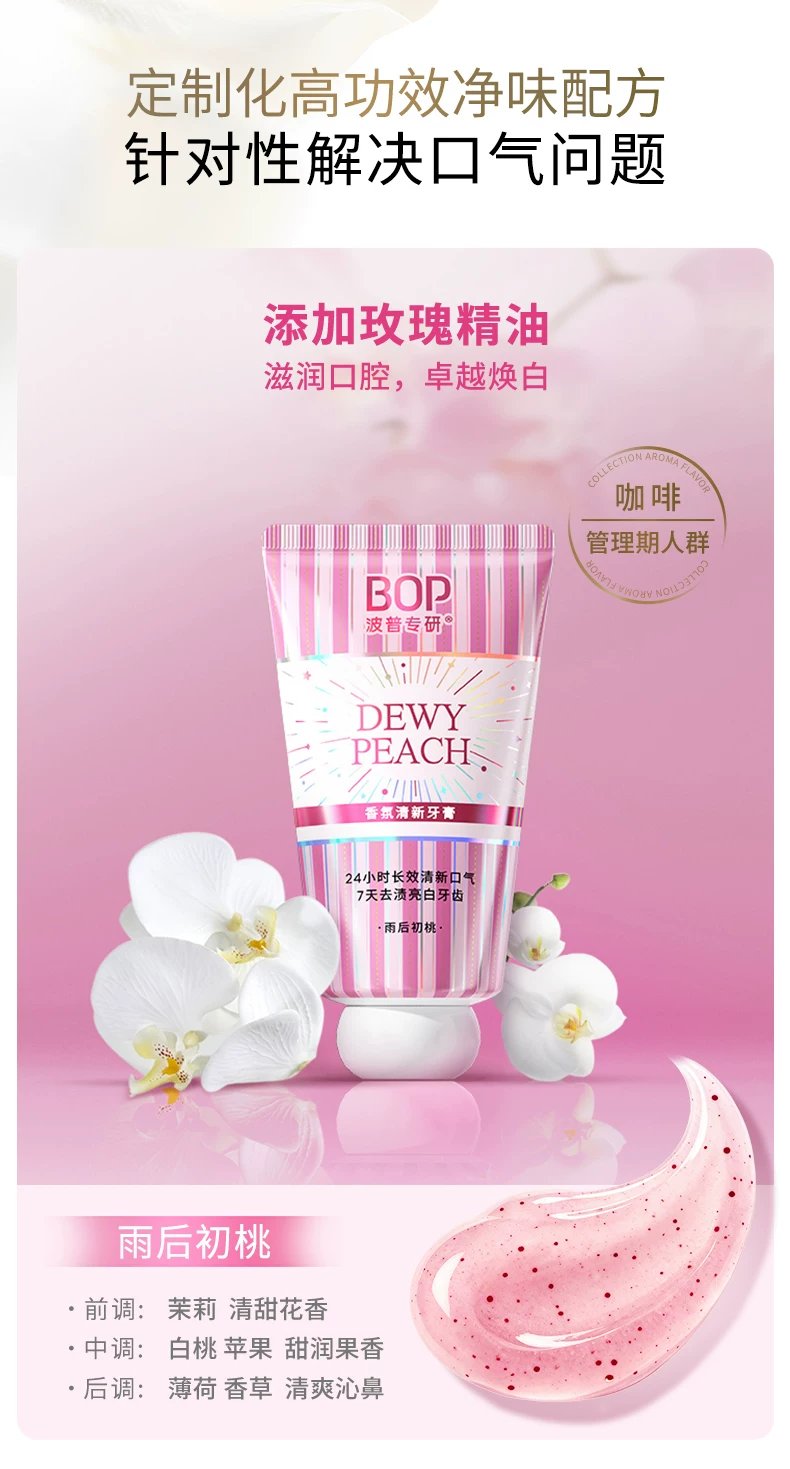 定制化高功效净味配方
针对性解决口气问题
添加玫瑰精油
滋润口腔，卓越焕白
COLLECTION AROMA FLAVOR
咖啡
管理期人群
COLLECTION AROMA FLAVOR
BOP
波普专研®
DEWY
PEACH
香氛清新牙膏
24小时长效清新口气
7天去渍亮白牙齿
·雨后初桃·
雨后初桃
·前调: 茉莉 清甜花香
·中调: 白桃 苹果 甜润果香
·后调: 薄荷 香草 清爽沁鼻